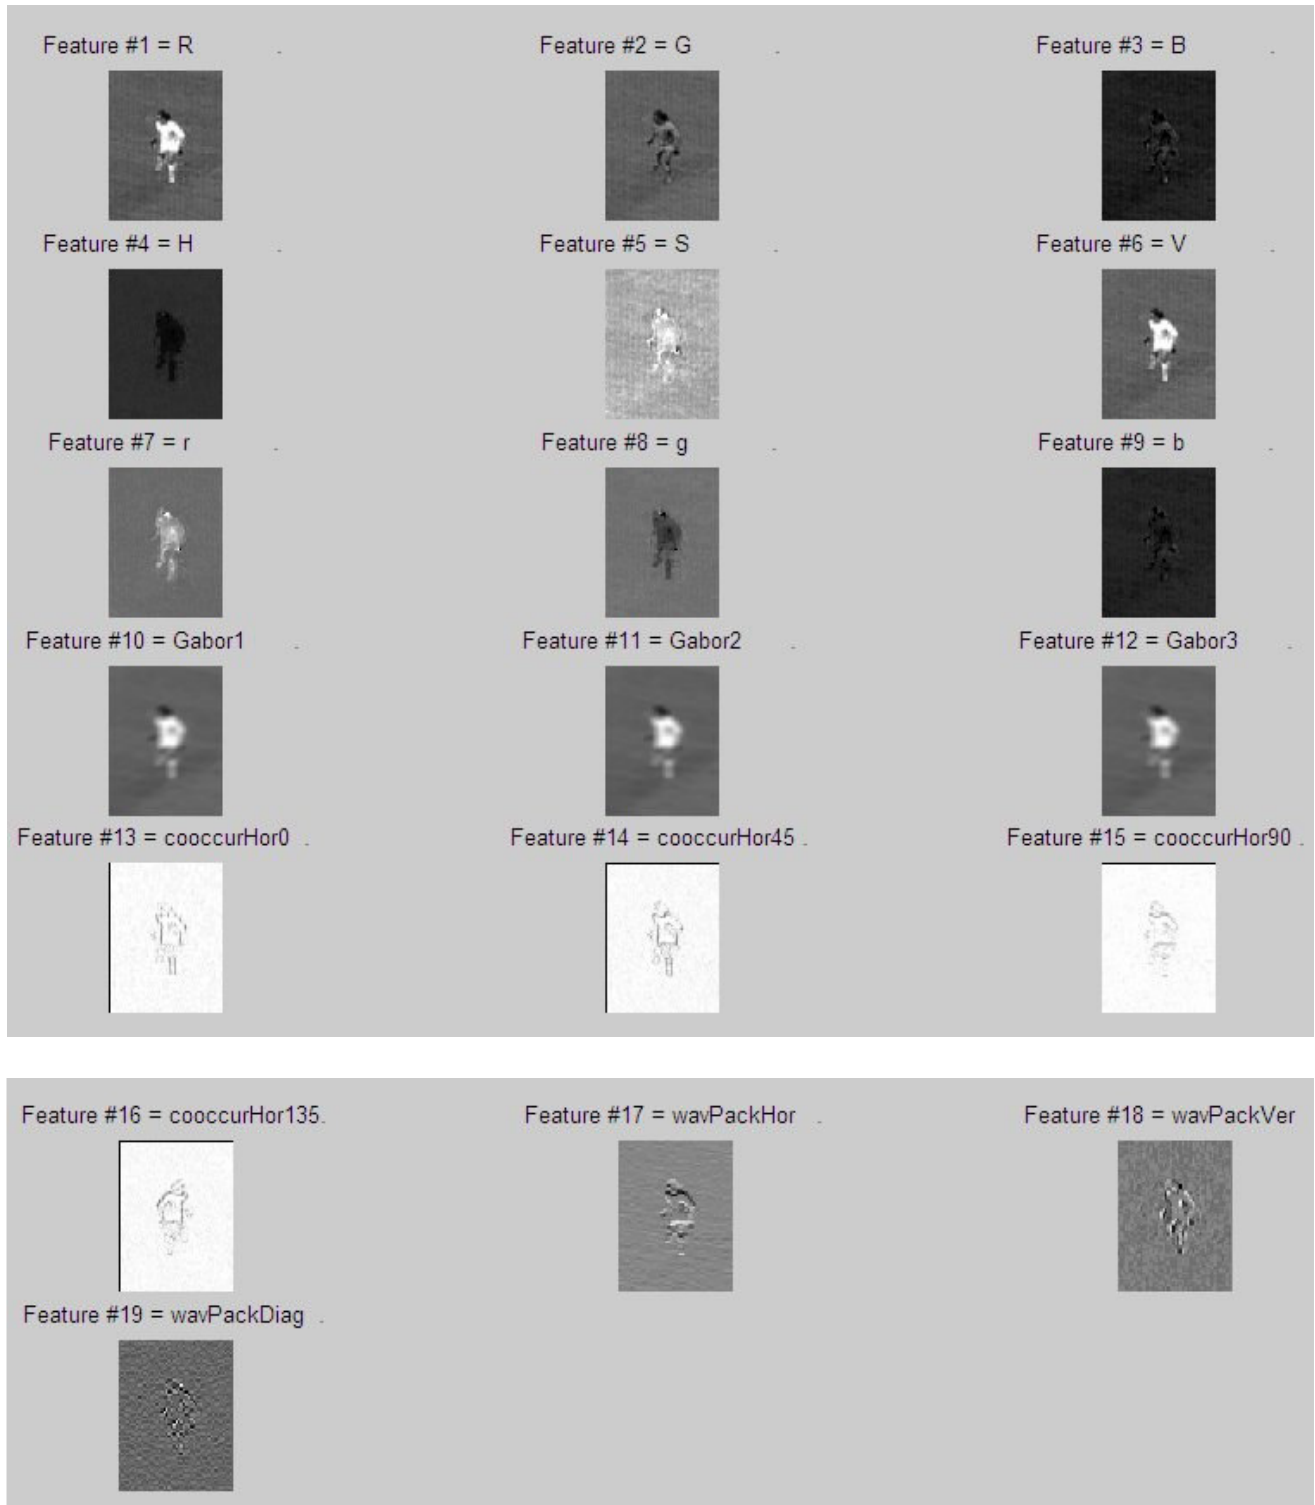 Feature #1 = R . Feature #2 = G . Feature #3 = B .
Feature #4 = H . Feature #5 = S . Feature #6 = V .
Feature #7 = r . Feature #8 = g . Feature #9 = b .
Feature #10 = Gabor1 . Feature #11 = Gabor2 . Feature #12 = Gabor3 .
Feature #13 = cooccurHor0 . Feature #14 = cooccurHor45 . Feature #15 = cooccurHor90 .
Feature #16 = cooccurHor135. Feature #17 = wavPackHor . Feature #18 = wavPackVer
Feature #19 = wavPackDiag .